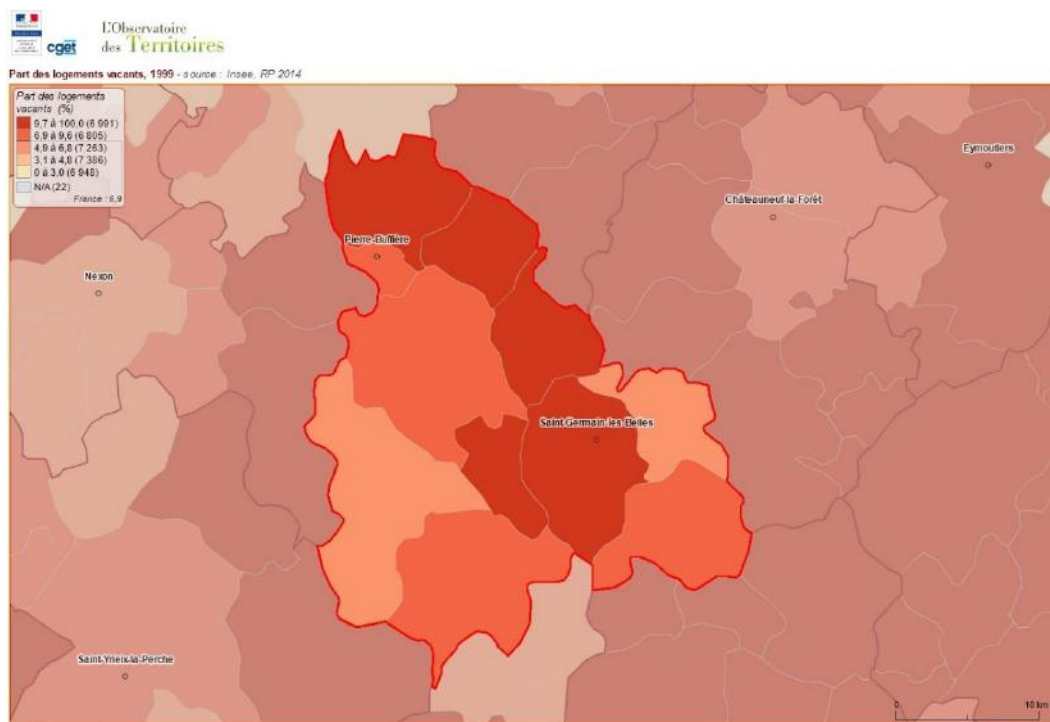 cget
L'Observatoire
des Territoires
Part des logements vacants, 1999 - source : Insee, RP 2014
Part des logements
vacants (%)
9,7 à 100,0 (6 991)
6,9 à 9,6 (6 805)
4,9 à 6,8 (7 263)
3,1 à 4,8 (7 386)
0 à 3,0 (6 948)
N/A (22)
France : 6,9
Eymoutiers
Châteauneuf-la-Forêt
Pierre-Buffière
Nexon
Saint-Germain-les-Belles
Saint-Yrieix-la-Perche
0
10 km